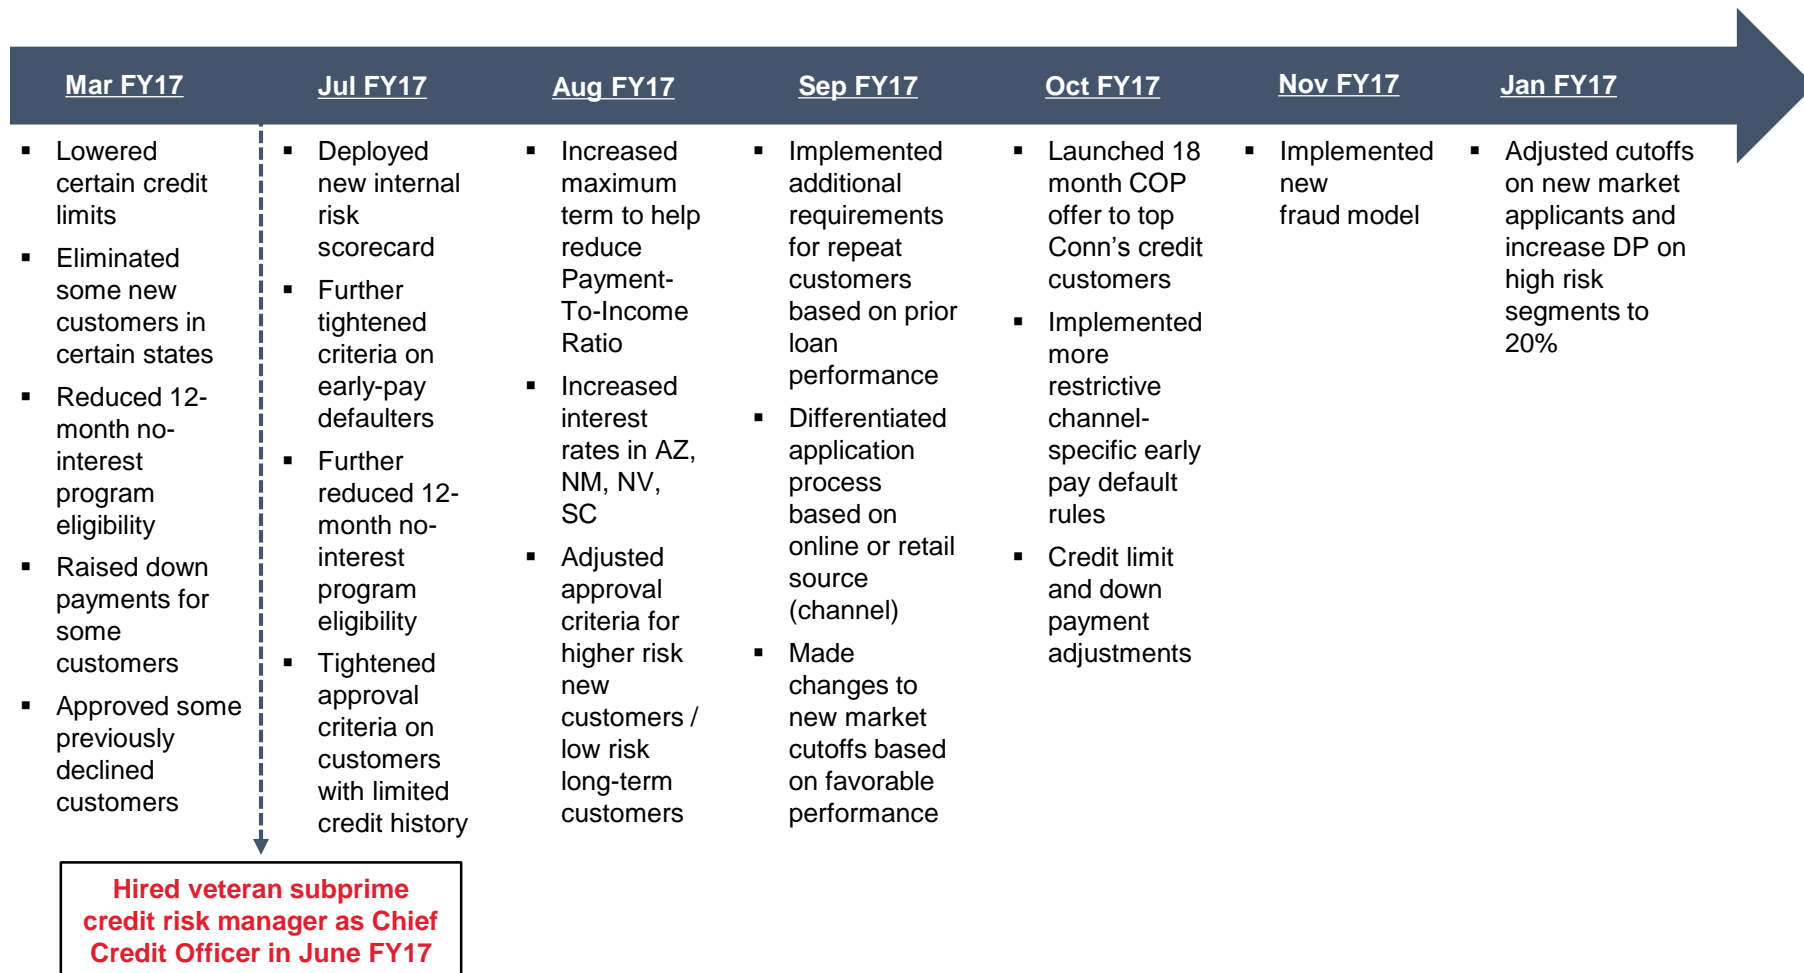 Mar FY17
Jul FY17
Aug FY17
Sep FY17
Oct FY17
Nov FY17
Jan FY17
▪ Lowered
certain credit
limits
▪ Eliminated
some new
customers in
certain states
▪ Reduced 12-
month no-
interest
program
eligibility
▪ Raised down
payments for
some
customers
▪ Approved some
previously
declined
customers
▪ Deployed
new internal
risk
scorecard
▪ Further
tightened
criteria on
early-pay
defaulters
▪ Further
reduced 12-
month no-
interest
program
eligibility
▪ Tightened
approval
criteria on
customers
with limited
credit history
▪ Increased
maximum
term to help
reduce
Payment-
To-Income
Ratio
▪ Increased
interest
rates in AZ,
NM, NV,
SC
▪ Adjusted
approval
criteria for
higher risk
new
customers /
low risk
long-term
customers
▪ Implemented
additional
requirements
for repeat
customers
based on prior
loan
performance
▪ Differentiated
application
process
based on
online or retail
source
(channel)
▪ Made
changes to
new market
cutoffs based
on favorable
performance
▪ Launched 18
month COP
offer to top
Conn’s credit
customers
▪ Implemented
more
restrictive
channel-
specific early
pay default
rules
▪ Credit limit
and down
payment
adjustments
▪ Implemented
new
fraud model
▪ Adjusted cutoffs
on new market
applicants and
increase DP on
high risk
segments to
20%
Hired veteran subprime
credit risk manager as Chief
Credit Officer in June FY17